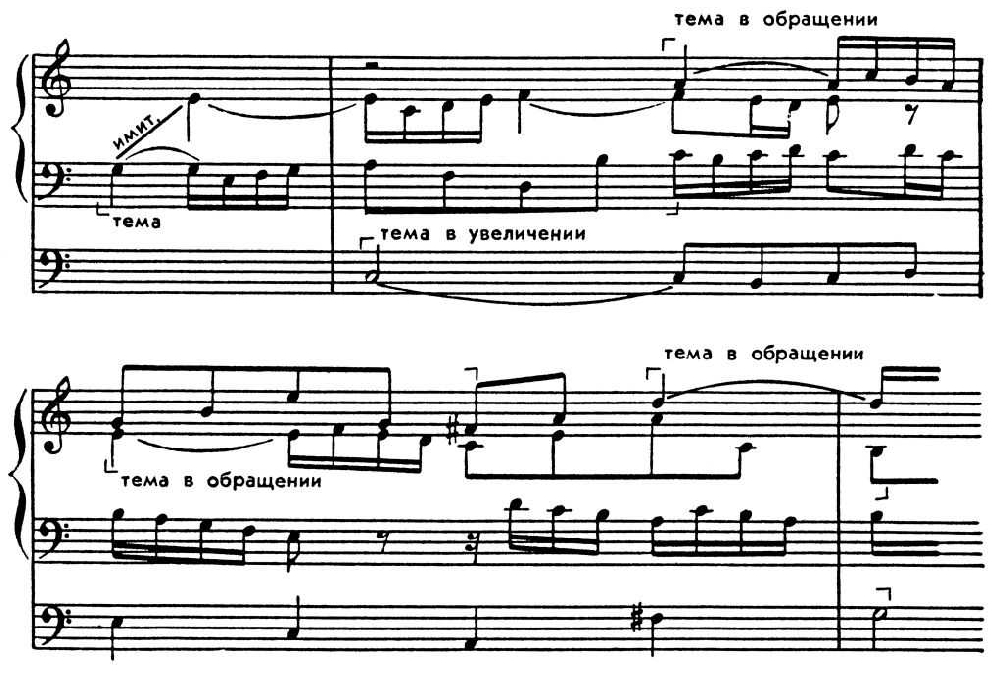 тема в обращении
имит.
тема
тема в увеличении
тема в обращении
тема в обращении